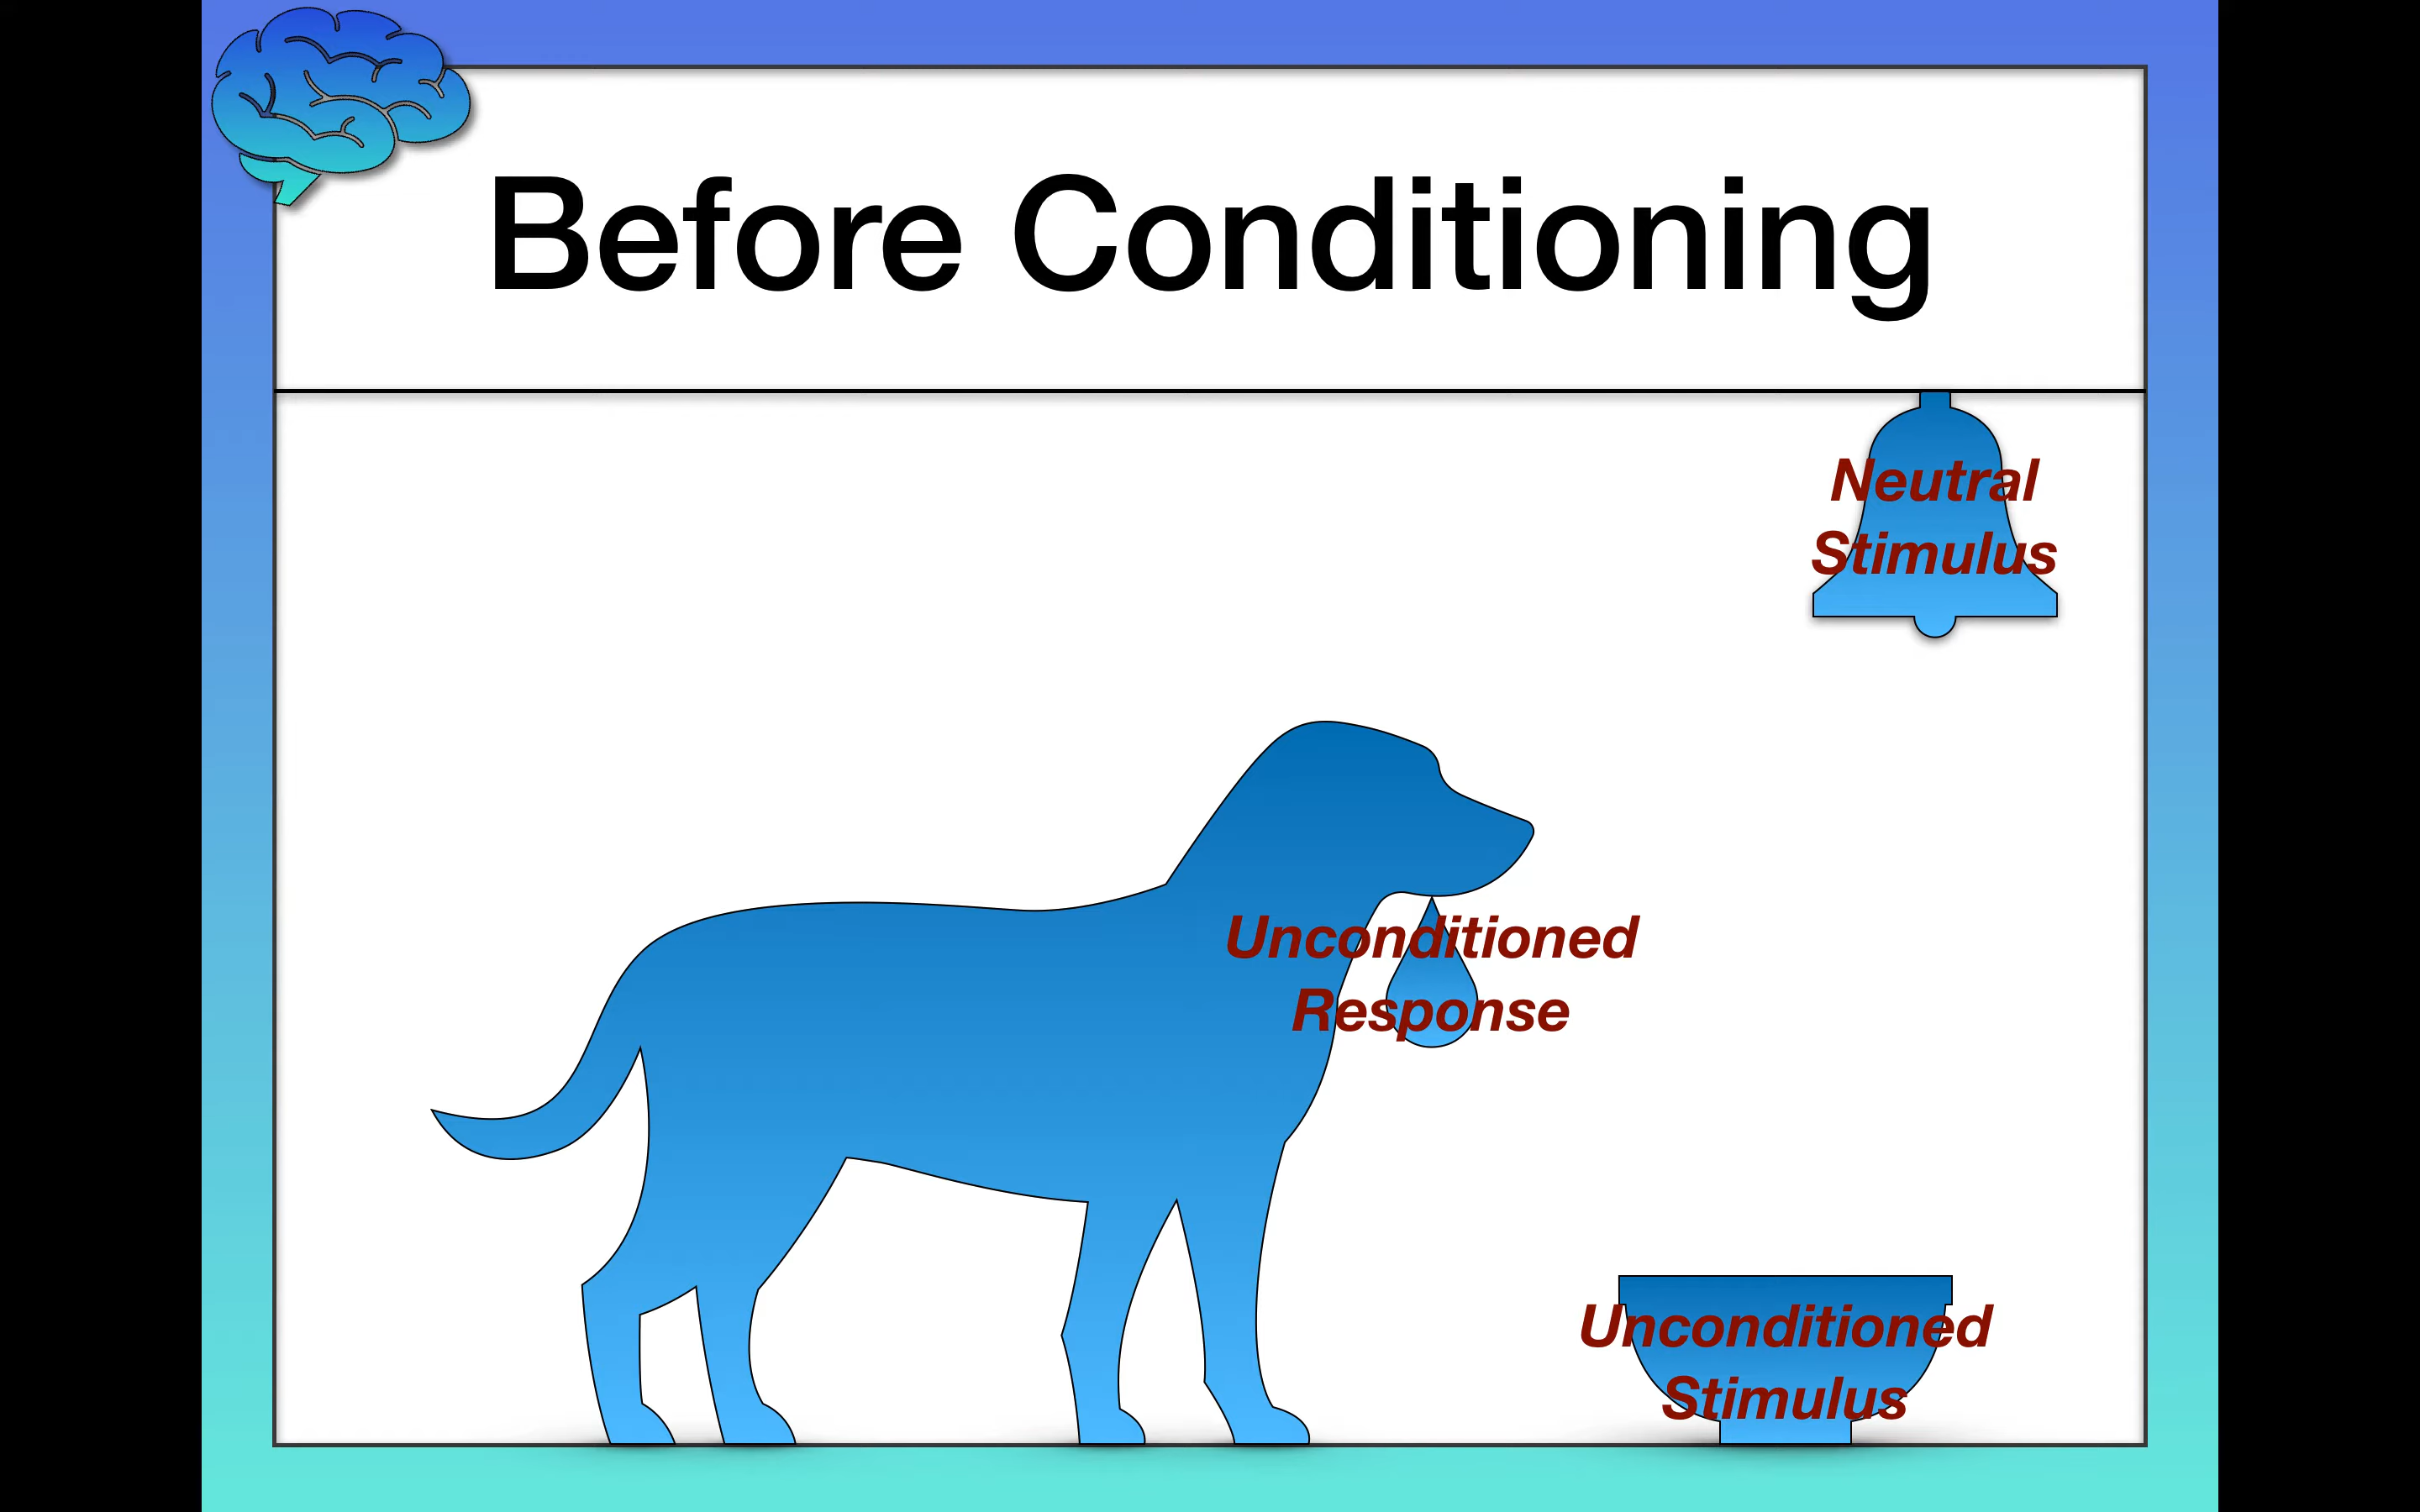 Before Conditioning
Neutral
Stimulus
Unconditioned
Response
Unconditioned
Stimulus